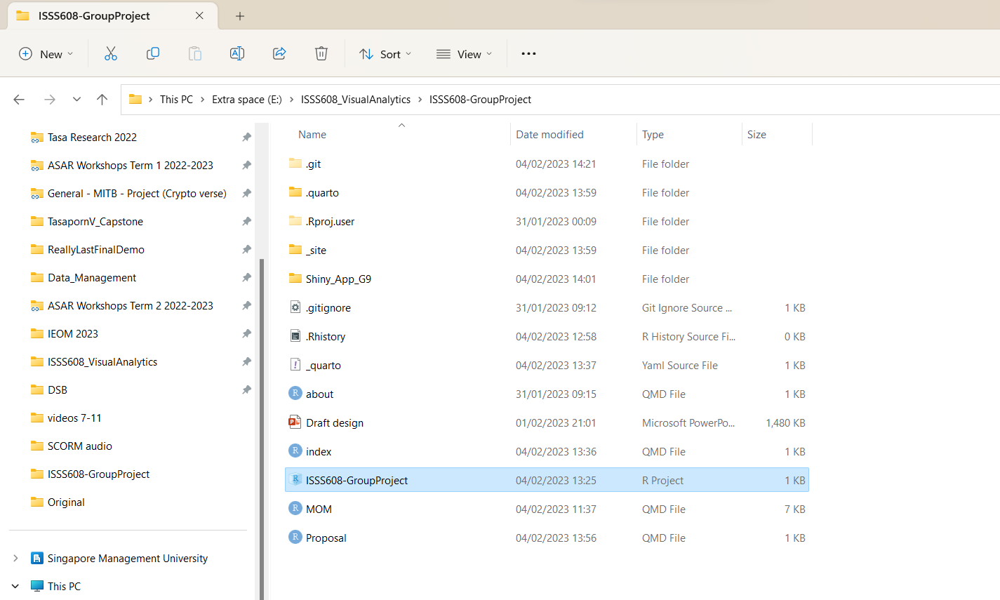 ISSS608-GroupProject
New
Sort
View
This PC
Extra space (E:)
ISSS608_VisualAnalytics
ISSS608-GroupProject
Tasa Research 2022
ASAR Workshops Term 1 2022-2023
General - MITB - Project (Crypto verse)
TasapornV_Capstone
ReallyLastFinalDemo
Data_Management
ASAR Workshops Term 2 2022-2023
IEOM 2023
ISSS608_VisualAnalytics
DSB
videos 7-11
SCORM audio
ISSS608-GroupProject
Original
Singapore Management University
This PC
Name Date modified Type Size
.git 04/02/2023 14:21 File folder
.quarto 04/02/2023 13:59 File folder
.Rproj.user 31/01/2023 00:09 File folder
_site 04/02/2023 13:59 File folder
Shiny_App_G9 04/02/2023 14:01 File folder
.gitignore 31/01/2023 09:12 Git Ignore Source ... 1 KB
.Rhistory 04/02/2023 12:58 R History Source Fi... 0 KB
_quarto 04/02/2023 13:37 Yaml Source File 1 KB
about 31/01/2023 09:15 QMD File 1 KB
Draft design 01/02/2023 21:01 Microsoft PowerPo... 1,480 KB
index 04/02/2023 13:36 QMD File 1 KB
ISSS608-GroupProject 04/02/2023 13:25 R Project 1 KB
MOM 04/02/2023 11:37 QMD File 7 KB
Proposal 04/02/2023 13:56 QMD File 1 KB